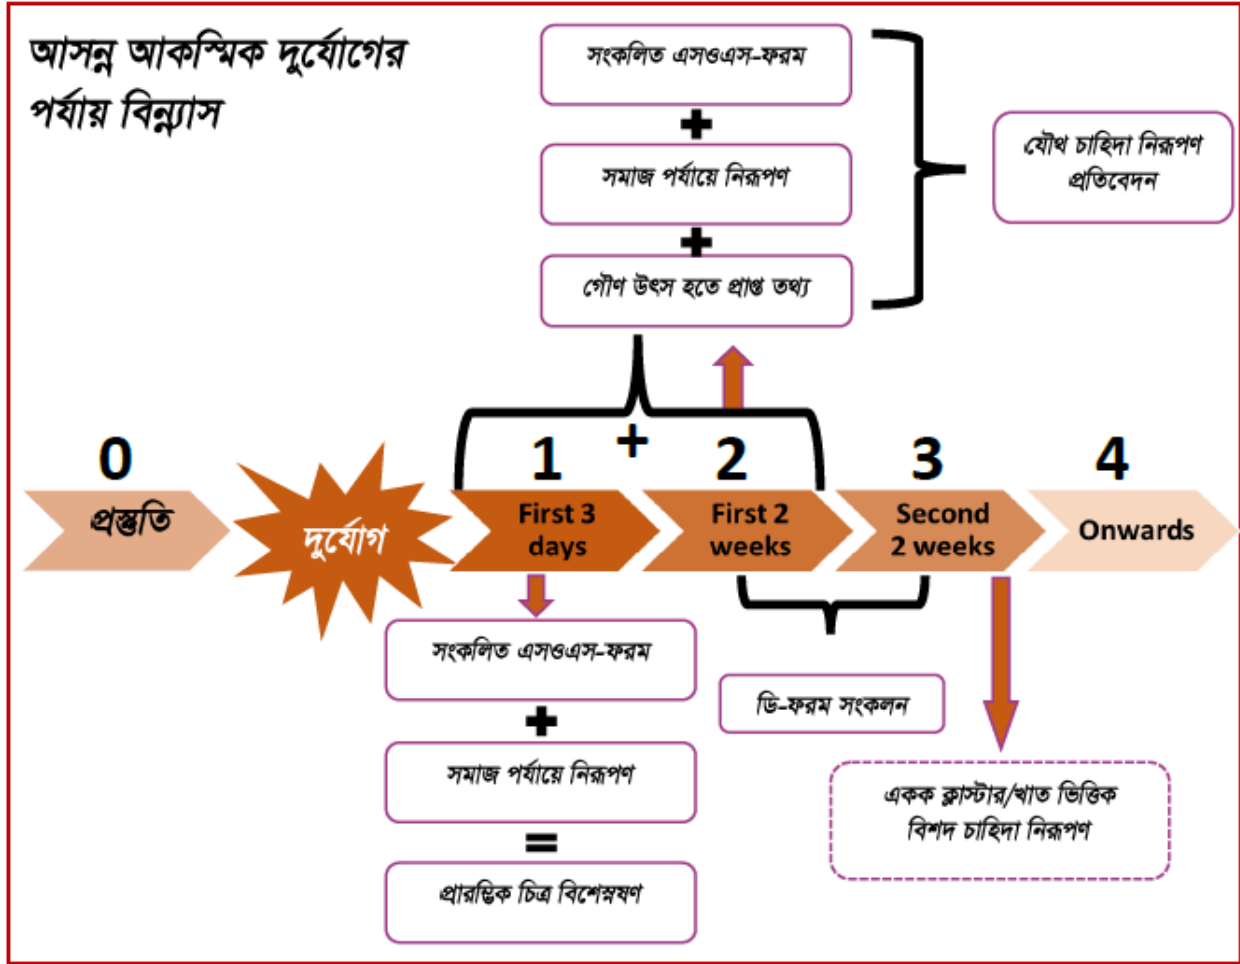 আসন্ন আকস্মিক দুর্যোগের
পর্যায় বিন্ন্যাস
সংকলিত এসওএস-ফরম
+
সমাজ পর্যায়ে নিরূপণ
+
গৌণ উৎস হতে প্রাপ্ত তথ্য
যৌথ চাহিদা নিরূপণ
প্রতিবেদন
0
1 + 2
3
4
প্রস্তুতি
দুর্যোগ
First 3
days
First 2
weeks
Second
2 weeks
Onwards
সংকলিত এসওএস-ফরম
+
সমাজ পর্যায়ে নিরূপণ
=
প্রারম্ভিক চিত্র বিশেস্নষণ
ডি-ফরম সংকলন
একক ক্লাস্টার/খাত ভিত্তিক
বিশদ চাহিদা নিরূপণ